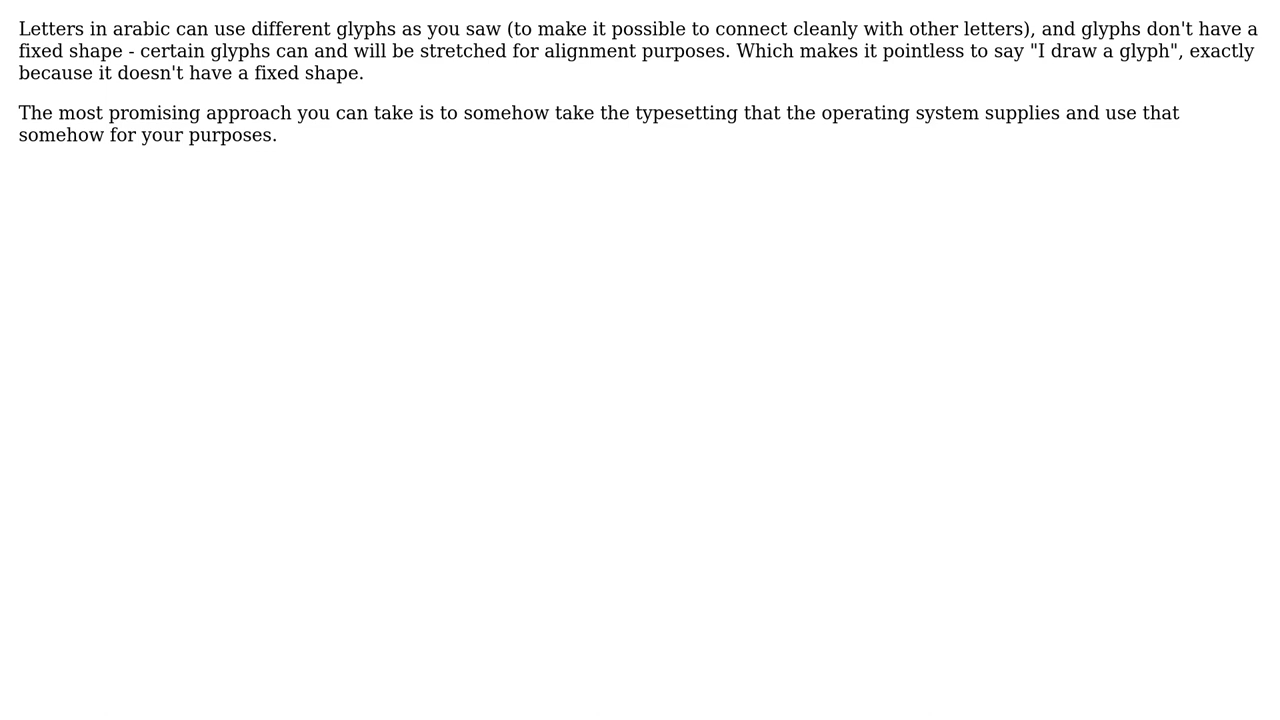 Letters in arabic can use different glyphs as you saw (to make it possible to connect cleanly with other letters), and glyphs don't have a
fixed shape - certain glyphs can and will be stretched for alignment purposes. Which makes it pointless to say "I draw a glyph", exactly
because it doesn't have a fixed shape.
The most promising approach you can take is to somehow take the typesetting that the operating system supplies and use that
somehow for your purposes.